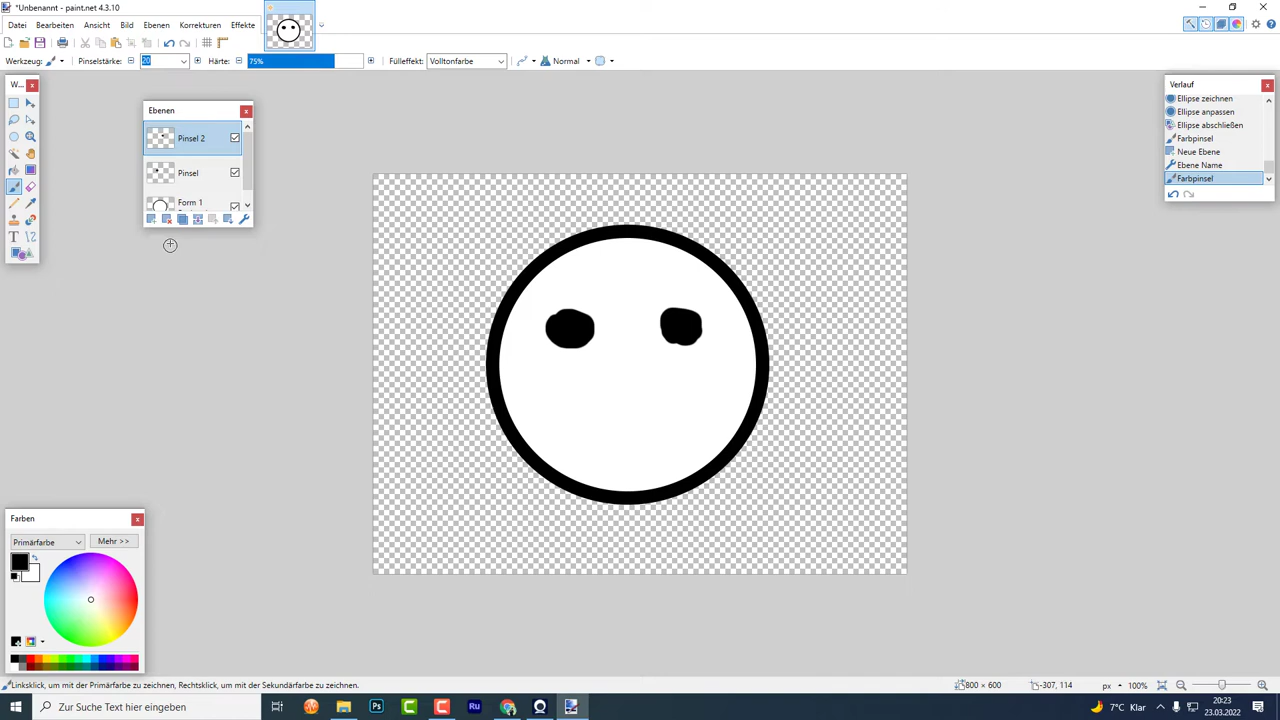 *Unbenannt - paint.net 4.3.10
Datei Bearbeiten Ansicht Bild Ebenen Korrekturen Effekte
Werkzeug: Pinselstärke: 20 Härte: 75% Fülleffekt: Volltonfarbe Normal
W...
Ebenen
Pinsel 2
Pinsel
Form 1
Verlauf
Ellipse zeichnen
Ellipse anpassen
Ellipse abschließen
Farbpinsel
Neue Ebene
Ebene Name
Farbpinsel
Farben
Primärfarbe
Mehr >>
Linksklick, um mit der Primärfarbe zu zeichnen, Rechtsklick, um mit der Sekundärfarbe zu zeichnen.
800 × 600
-307, 114
px
100%
Zur Suche Text hier eingeben
Ps
C
C
Ru
7°C Klar
20:23
23.03.2022